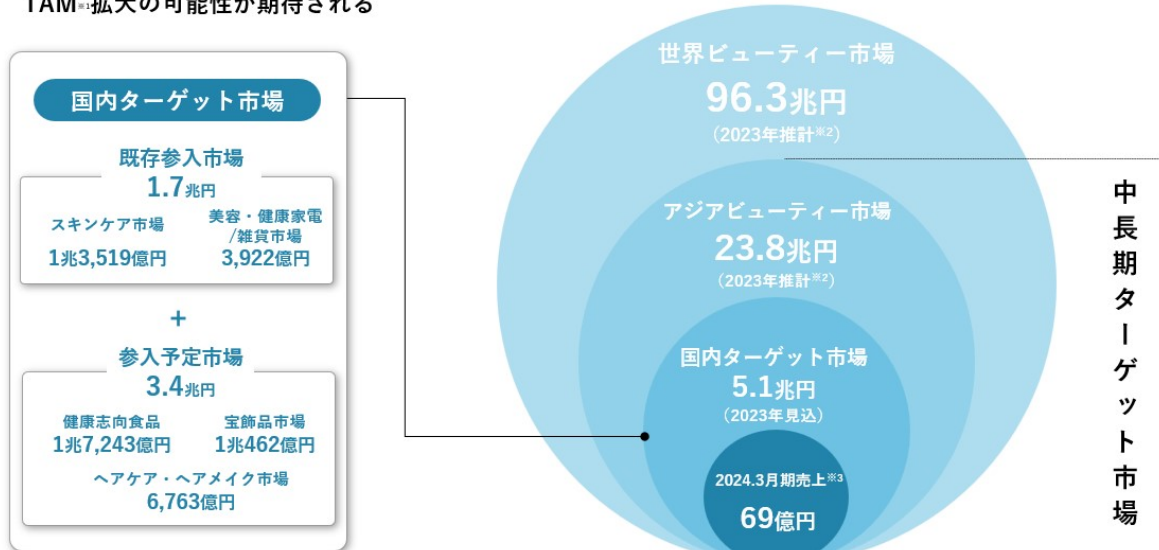 TAM※1拡大の可能性が期待される
国内ターゲット市場
既存参入市場
1.7兆円
スキンケア市場
1兆3,519億円
美容・健康家電
/雑貨市場
3,922億円
+
参入予定市場
3.4兆円
健康志向食品
1兆7,243億円
宝飾品市場
1兆462億円
ヘアケア・ヘアメイク市場
6,763億円
世界ビューティー市場
96.3兆円
（2023年推計※2）
アジアビューティー市場
23.8兆円
（2023年推計※2）
国内ターゲット市場
5.1兆円
（2023年見込）
2024.3月期売上※3
69億円
中長期ターゲット市場